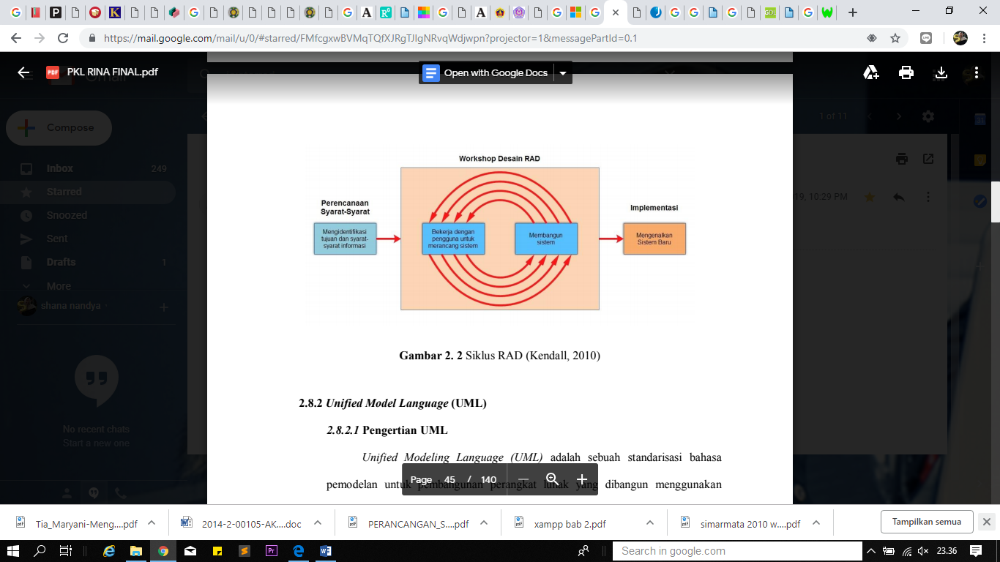 https://mail.google.com/mail/u/0/#starred/FMfcgxwBVMqTQfXJRgTJlgNRvqWdjwpn?projector=1&messagePartId=0.1
PDF PKL RINA FINAL.pdf
Open with Google Docs
Compose
1 of 11
Inbox 249
Starred
19, 10:29 PM
Snoozed
Sent
Drafts 1
More
shana nandya
No recent chats
Start a new one
Workshop Desain RAD
Perencanaan
Syarat-Syarat
Implementasi
Mengidentifikasi
tujuan dan syarat-
syarat informasi
Bekerja dengan
pengguna untuk
merancang sistem
Membangun
sistem
Mengenalkan
Sistem Baru
Gambar 2. 2 Siklus RAD (Kendall, 2010)
2.8.2 Unified Model Language (UML)
2.8.2.1 Pengertian UML
Unified Modeling Language (UML) adalah sebuah standarisasi bahasa
pemodelan untuk pembangunan perangkat lunak yang dibangun menggunakan
Page 45 / 140
Tia_Maryani-Meng....pdf
2014-2-00105-AK....doc
PERANCANGAN_S....pdf
xampp bab 2.pdf
simarmata 2010 w....pdf
Tampilkan semua
Search in google.com
23.36